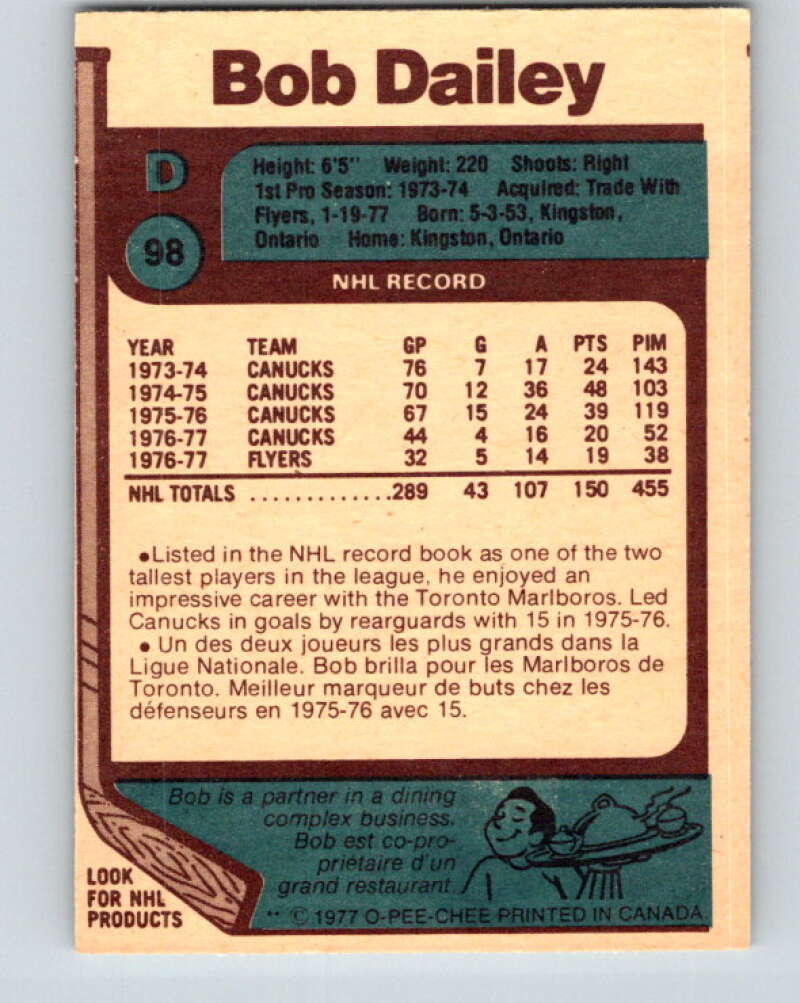 Bob Dailey
D
98
Height: 6'5" Weight: 220 Shoots: Right
1st Pro Season: 1973-74 Acquired: Trade With
Flyers, 1-19-77 Born: 5-3-53, Kingston,
Ontario Home: Kingston, Ontario
NHL RECORD
YEAR TEAM GP G A PTS PIM
1973-74 CANUCKS 76 7 17 24 143
1974-75 CANUCKS 70 12 36 48 103
1975-76 CANUCKS 67 15 24 39 119
1976-77 CANUCKS 44 4 16 20 52
1976-77 FLYERS 32 5 14 19 38
NHL TOTALS .............289 43 107 150 455
•Listed in the NHL record book as one of the two
tallest players in the league, he enjoyed an
impressive career with the Toronto Marlboros. Led
Canucks in goals by rearguards with 15 in 1975-76.
• Un des deux joueurs les plus grands dans la
Ligue Nationale. Bob brilla pour les Marlboros de
Toronto. Meilleur marqueur de buts chez les
défenseurs en 1975-76 avec 15.
Bob is a partner in a dining
complex business.
Bob est co-pro-
priétaire d'un
grand restaurant.
LOOK
FOR NHL
PRODUCTS
** © 1977 O-PEE-CHEE PRINTED IN CANADA